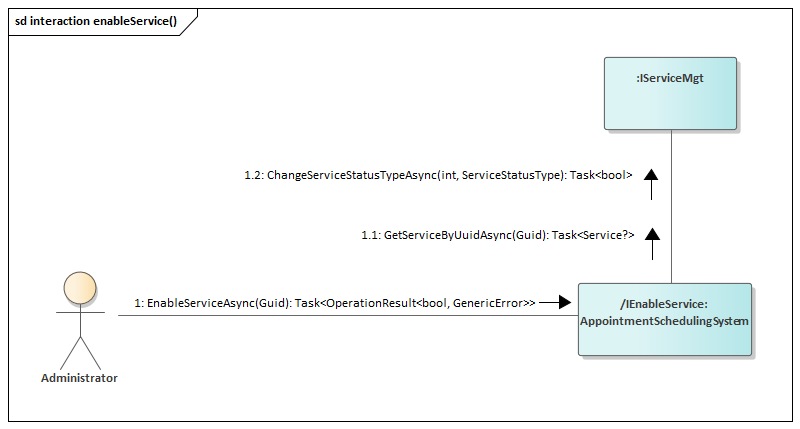 sd interaction enableService()
:IServiceMgt
1.2: ChangeServiceStatusTypeAsync(int, ServiceStatusType): Task<bool>
1.1: GetServiceByUuidAsync(Guid): Task<Service?>
1: EnableServiceAsync(Guid): Task<OperationResult<bool, GenericError>>
/IEnableService:
AppointmentSchedulingSystem
Administrator